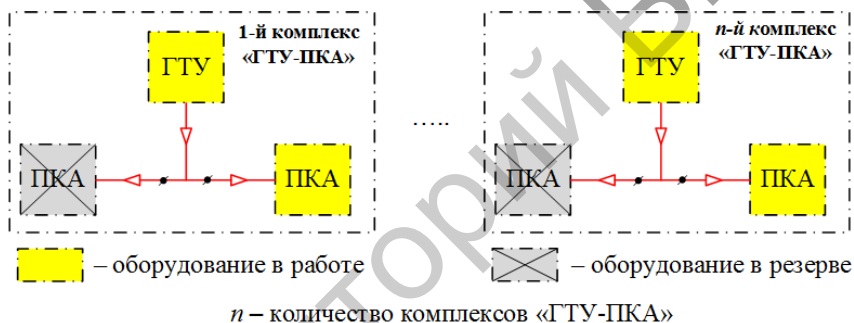 1-й комплекс
«ГТУ-ПКА»
ГТУ
ПКА
ПКА
.....
n-й комплекс
«ГТУ-ПКА»
ГТУ
ПКА
ПКА
– оборудование в работе
– оборудование в резерве
n – количество комплексов «ГТУ-ПКА»